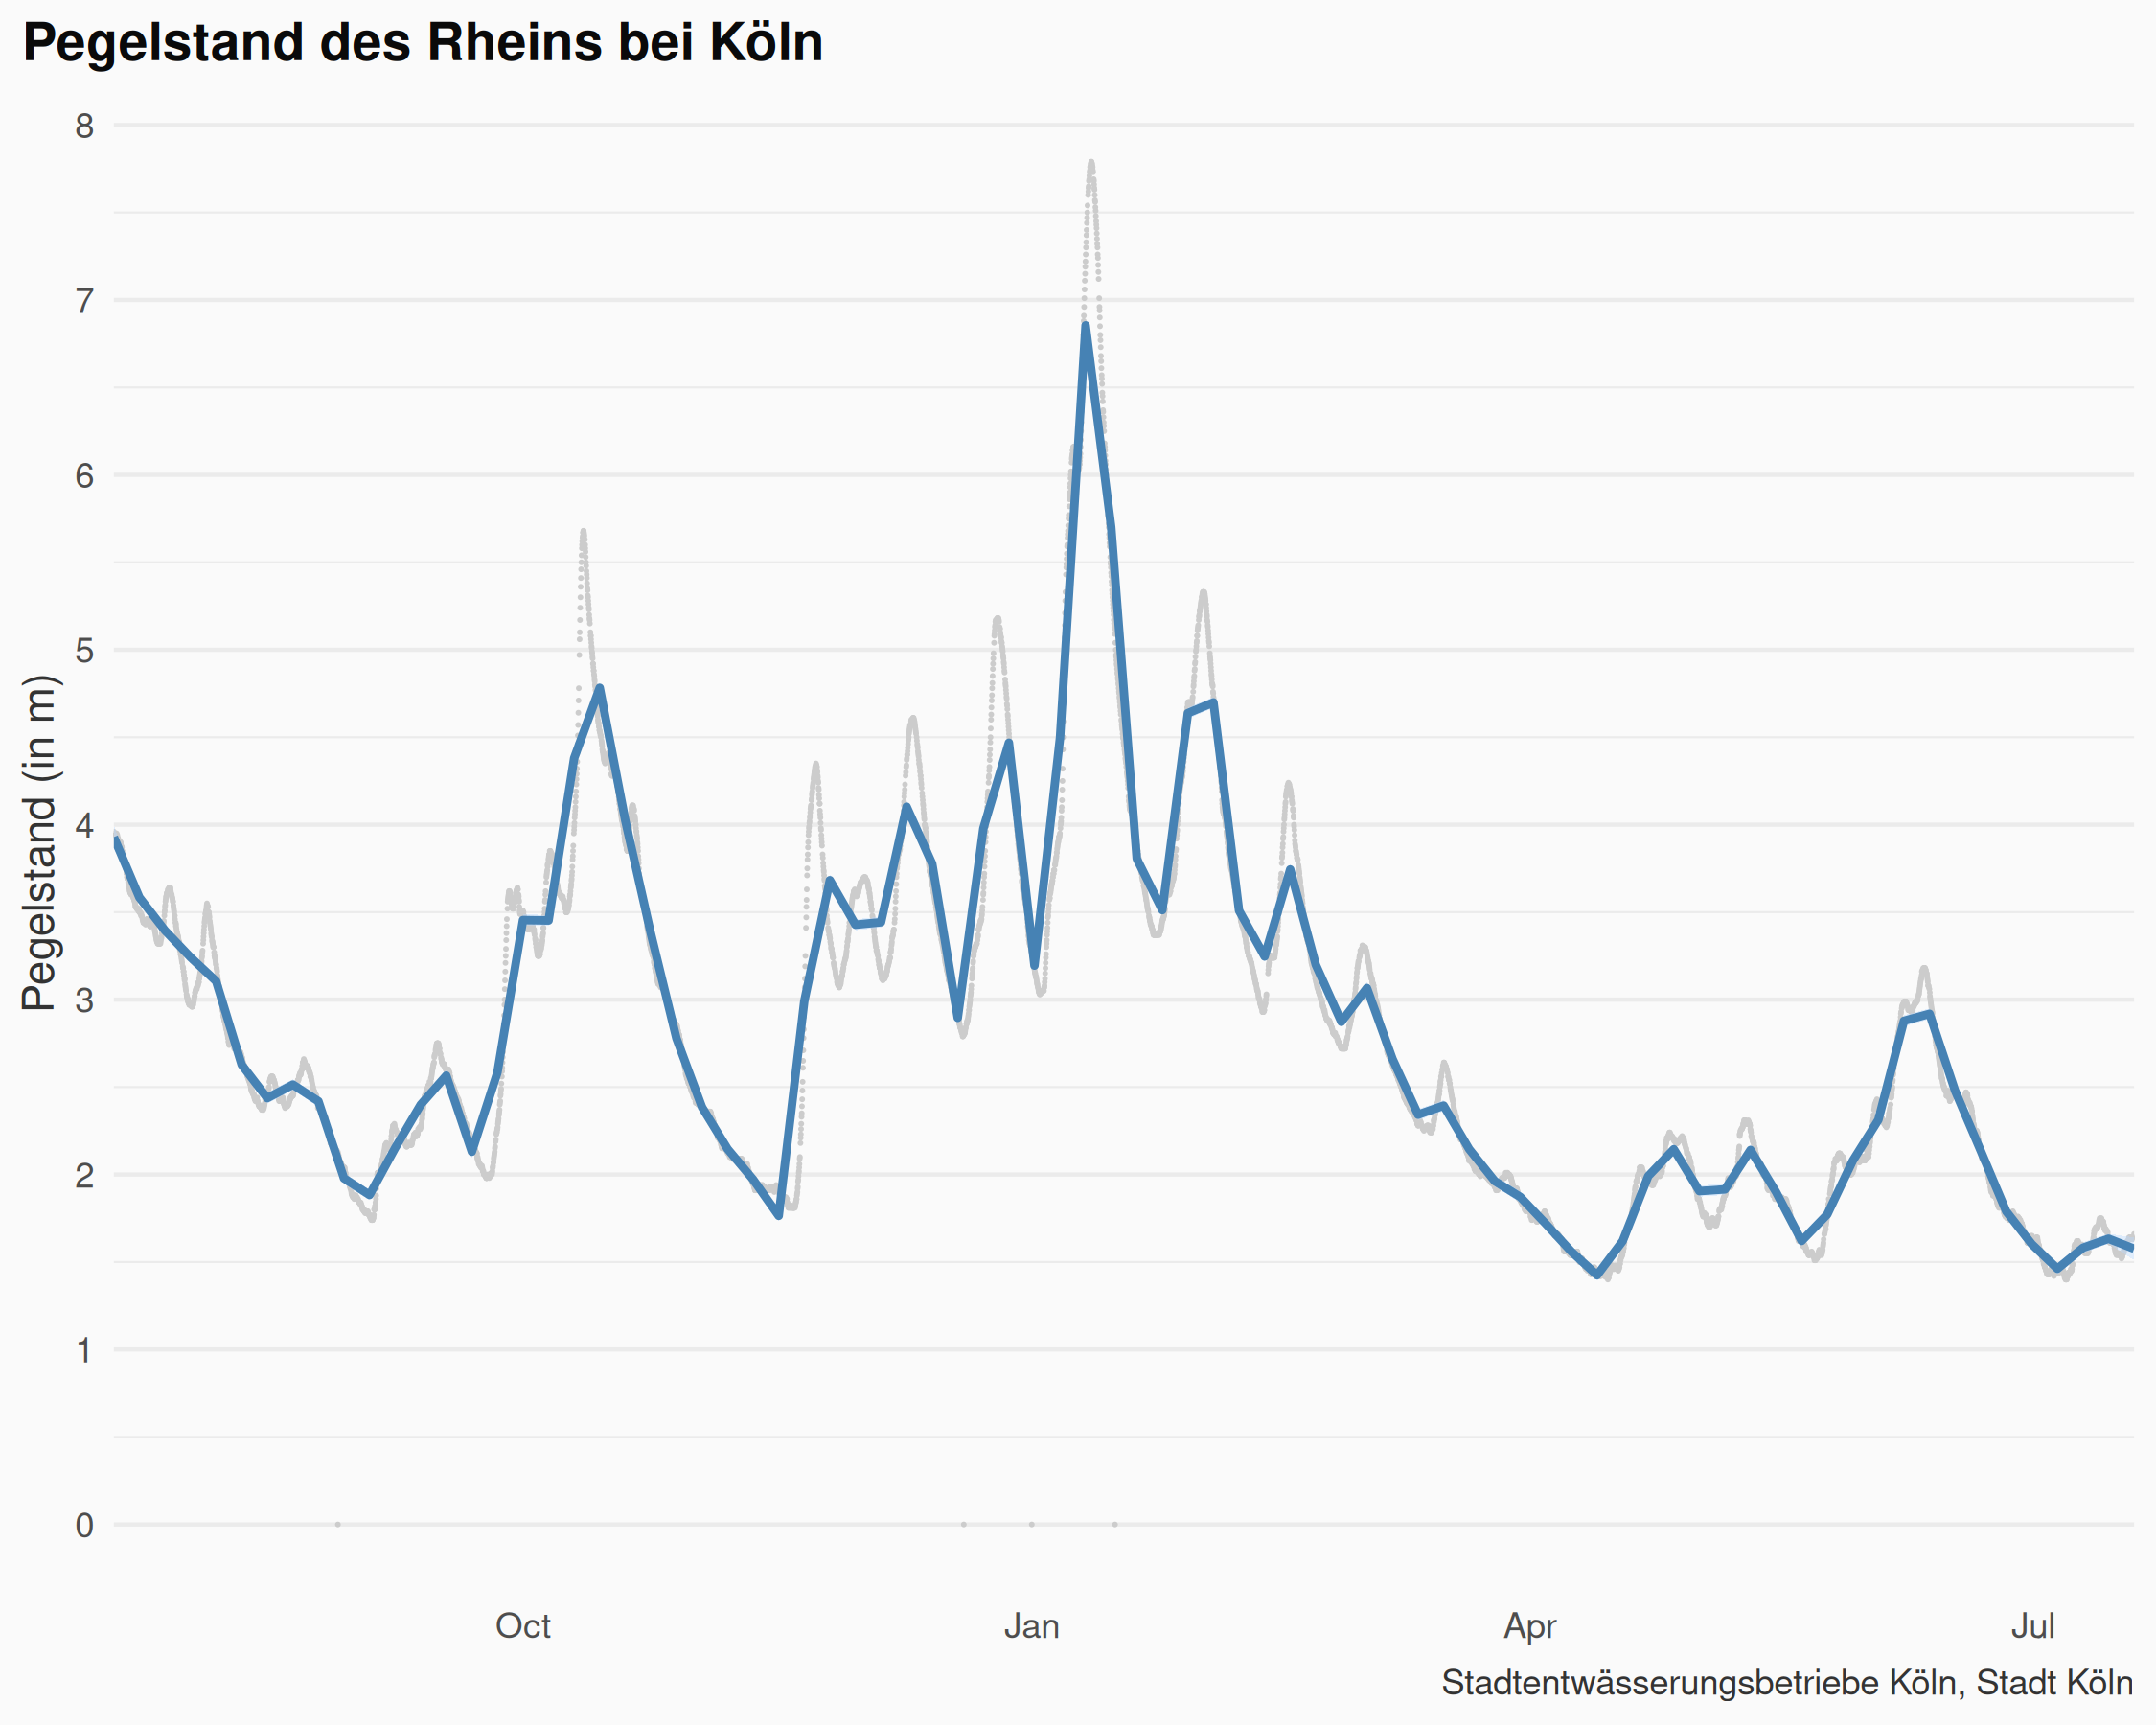 Pegelstand des Rheins bei Köln
Pegelstand (in m)
8
7
6
5
4
3
2
1
0
Oct Jan Apr Jul
Stadtentwässerungsbetriebe Köln, Stadt Köln